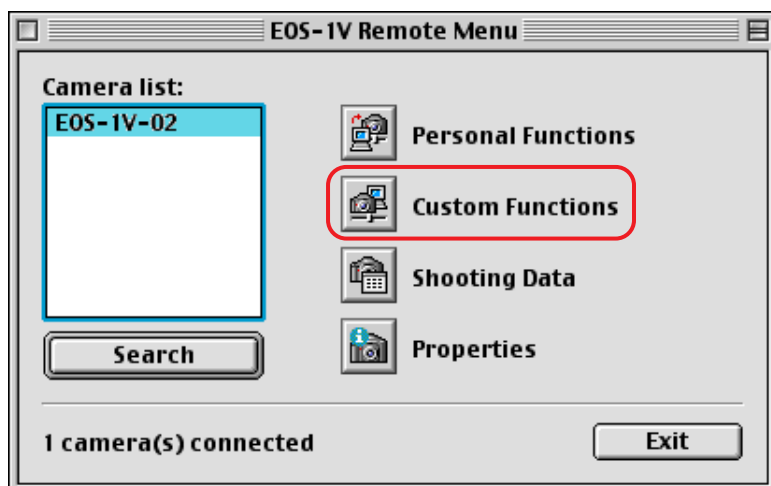 EOS-1V Remote Menu
Camera list:
EOS-1V-02
Personal Functions
Custom Functions
Shooting Data
Properties
Search
1 camera(s) connected
Exit